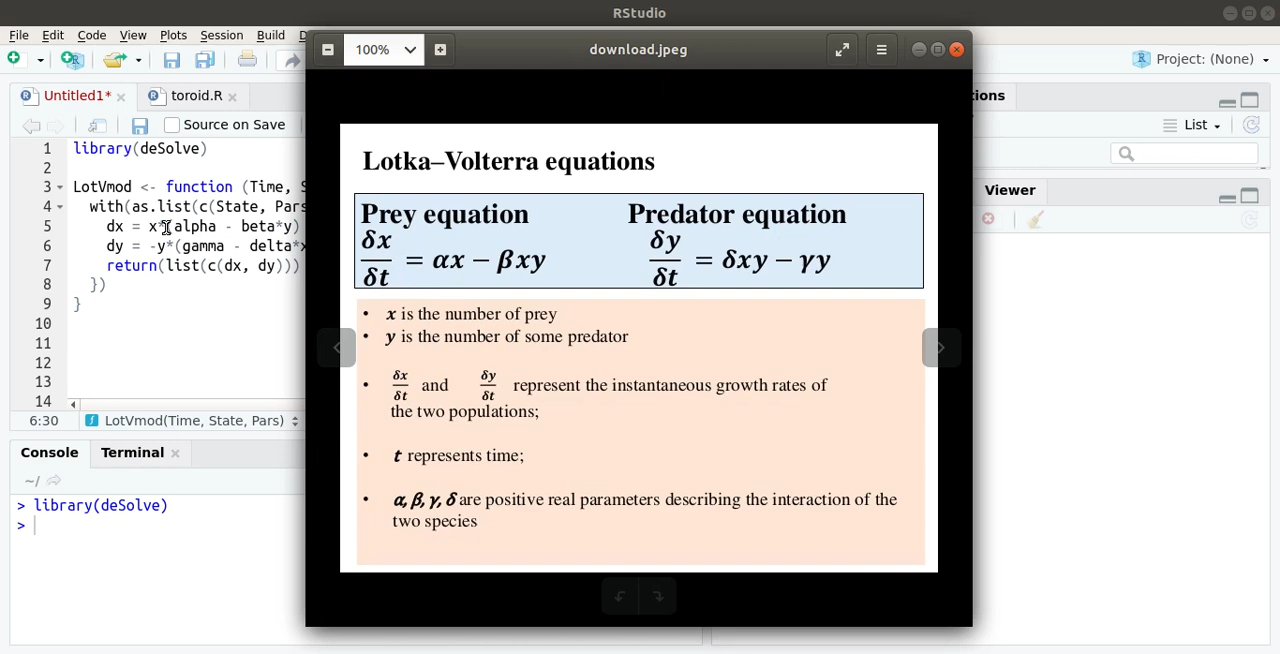 RStudio
File Edit Code View Plots Session Build
100%
download.jpeg
Project: (None)
Untitled1*
toroid.R
Source on Save
List
1 library(deSolve)
2
3 LotVmod <- function (Time,
4 with(as.list(c(State, Pars
5 dx = x*(alpha - beta*y)
6 dy = -y*(gamma - delta*x
7 return(list(c(dx, dy)))
8 })
9 }
10
11
12
13
14
6:30 LotVmod(Time, State, Pars)
Console Terminal
~/
> library(deSolve)
>
Viewer
Lotka–Volterra equations
Prey equation Predator equation
δx/δt = αx − βxy δy/δt = δxy − γy
• x is the number of prey
• y is the number of some predator
• δx/δt and δy/δt represent the instantaneous growth rates of
the two populations;
• t represents time;
• α, β, γ, δ are positive real parameters describing the interaction of the
two species